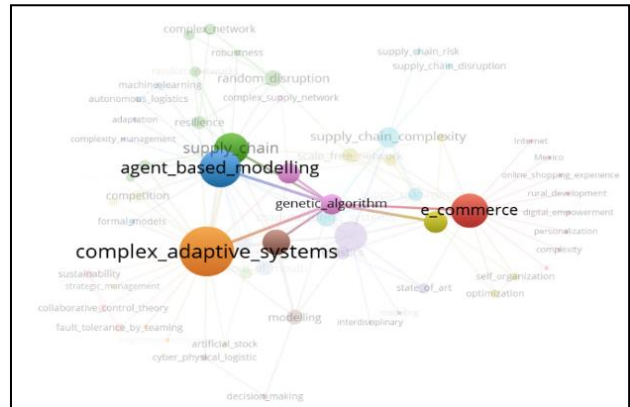 complex_network
robustness
supply_chain_risk
random_disruption
supply_chain_disruption
machine_learning
autonomous_logistics
complex_supply_network
adaptation
resilience
complexity_management
supply_chain
supply_chain_complexity
Internet
scale_free_network
Mexico
agent_based_modelling
online_shopping_experience
competition
genetic_algorithm
e_commerce
rural_development
digital_empowerment
formal_models
personalization
complex_adaptive_systems
complexity
sustainability
self_organization
strategic_management
state_of_art
optimization
collaborative_control_theory
modelling
interdisciplinary
fault_tolerance_by_teaming
artificial_stock
cyber_physical_logistic
decision_making